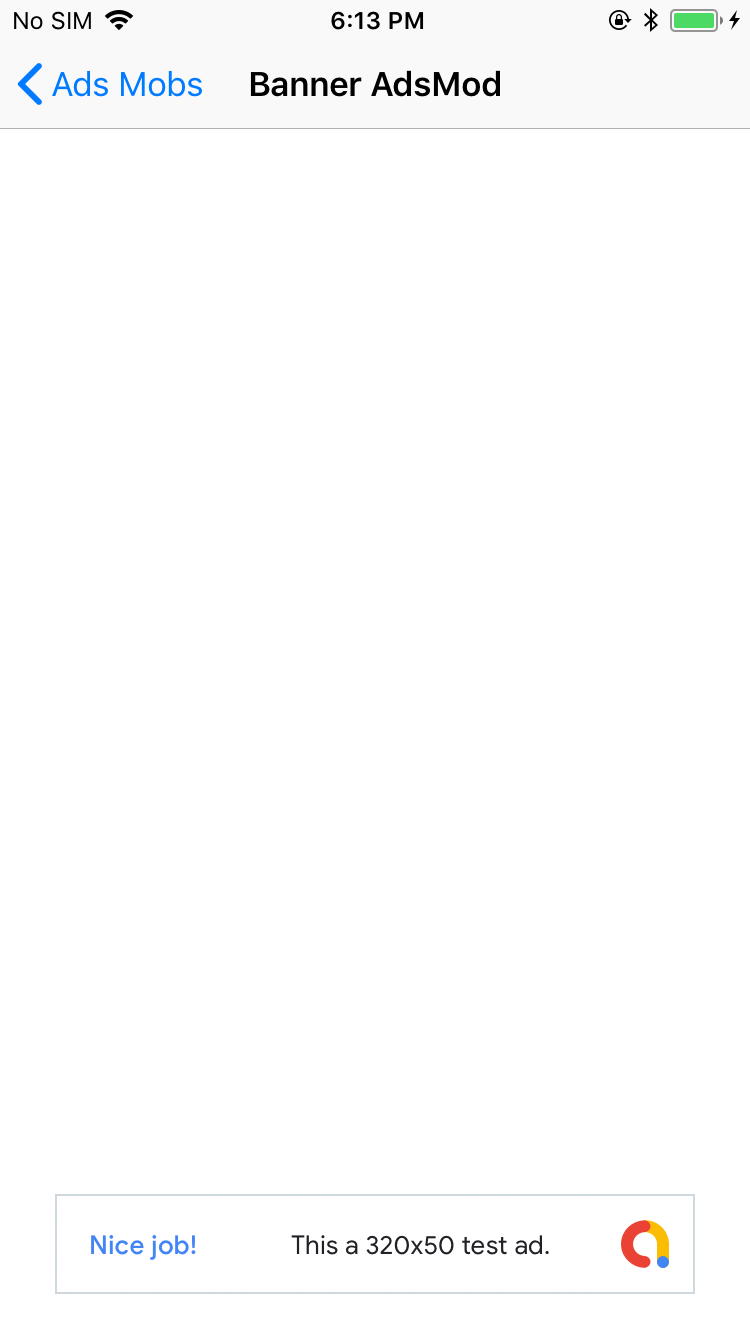 No SIM 6:13 PM
Ads Mobs Banner AdsMod
Nice job! This a 320x50 test ad.